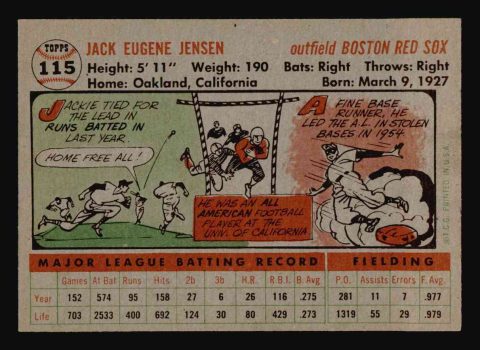 TOPPS
115
JACK EUGENE JENSEN
outfield BOSTON RED SOX
Height: 5' 11" Weight: 190 Bats: Right Throws: Right
Home: Oakland, California Born: March 9, 1927
JACKIE TIED FOR
THE LEAD IN
RUNS BATTED IN
LAST YEAR.
HOME FREE ALL!
HE WAS AN ALL
AMERICAN FOOTBALL
PLAYER AT THE
UNIV. OF CALIFORNIA
A FINE BASE
RUNNER, HE
LED THE A.L. IN STOLEN
BASES IN 1954.
T.C.G. PRINTED IN U.S.A.
MAJOR LEAGUE BATTING RECORD FIELDING
Games At Bat Runs Hits 2b 3b H.R. R.B.I. B. Avg P.O. Assists Errors F. Avg.
Year 152 574 95 158 27 6 26 116 .275 281 11 7 .977
Life 703 2533 400 692 124 30 80 429 .273 1319 55 29 .979